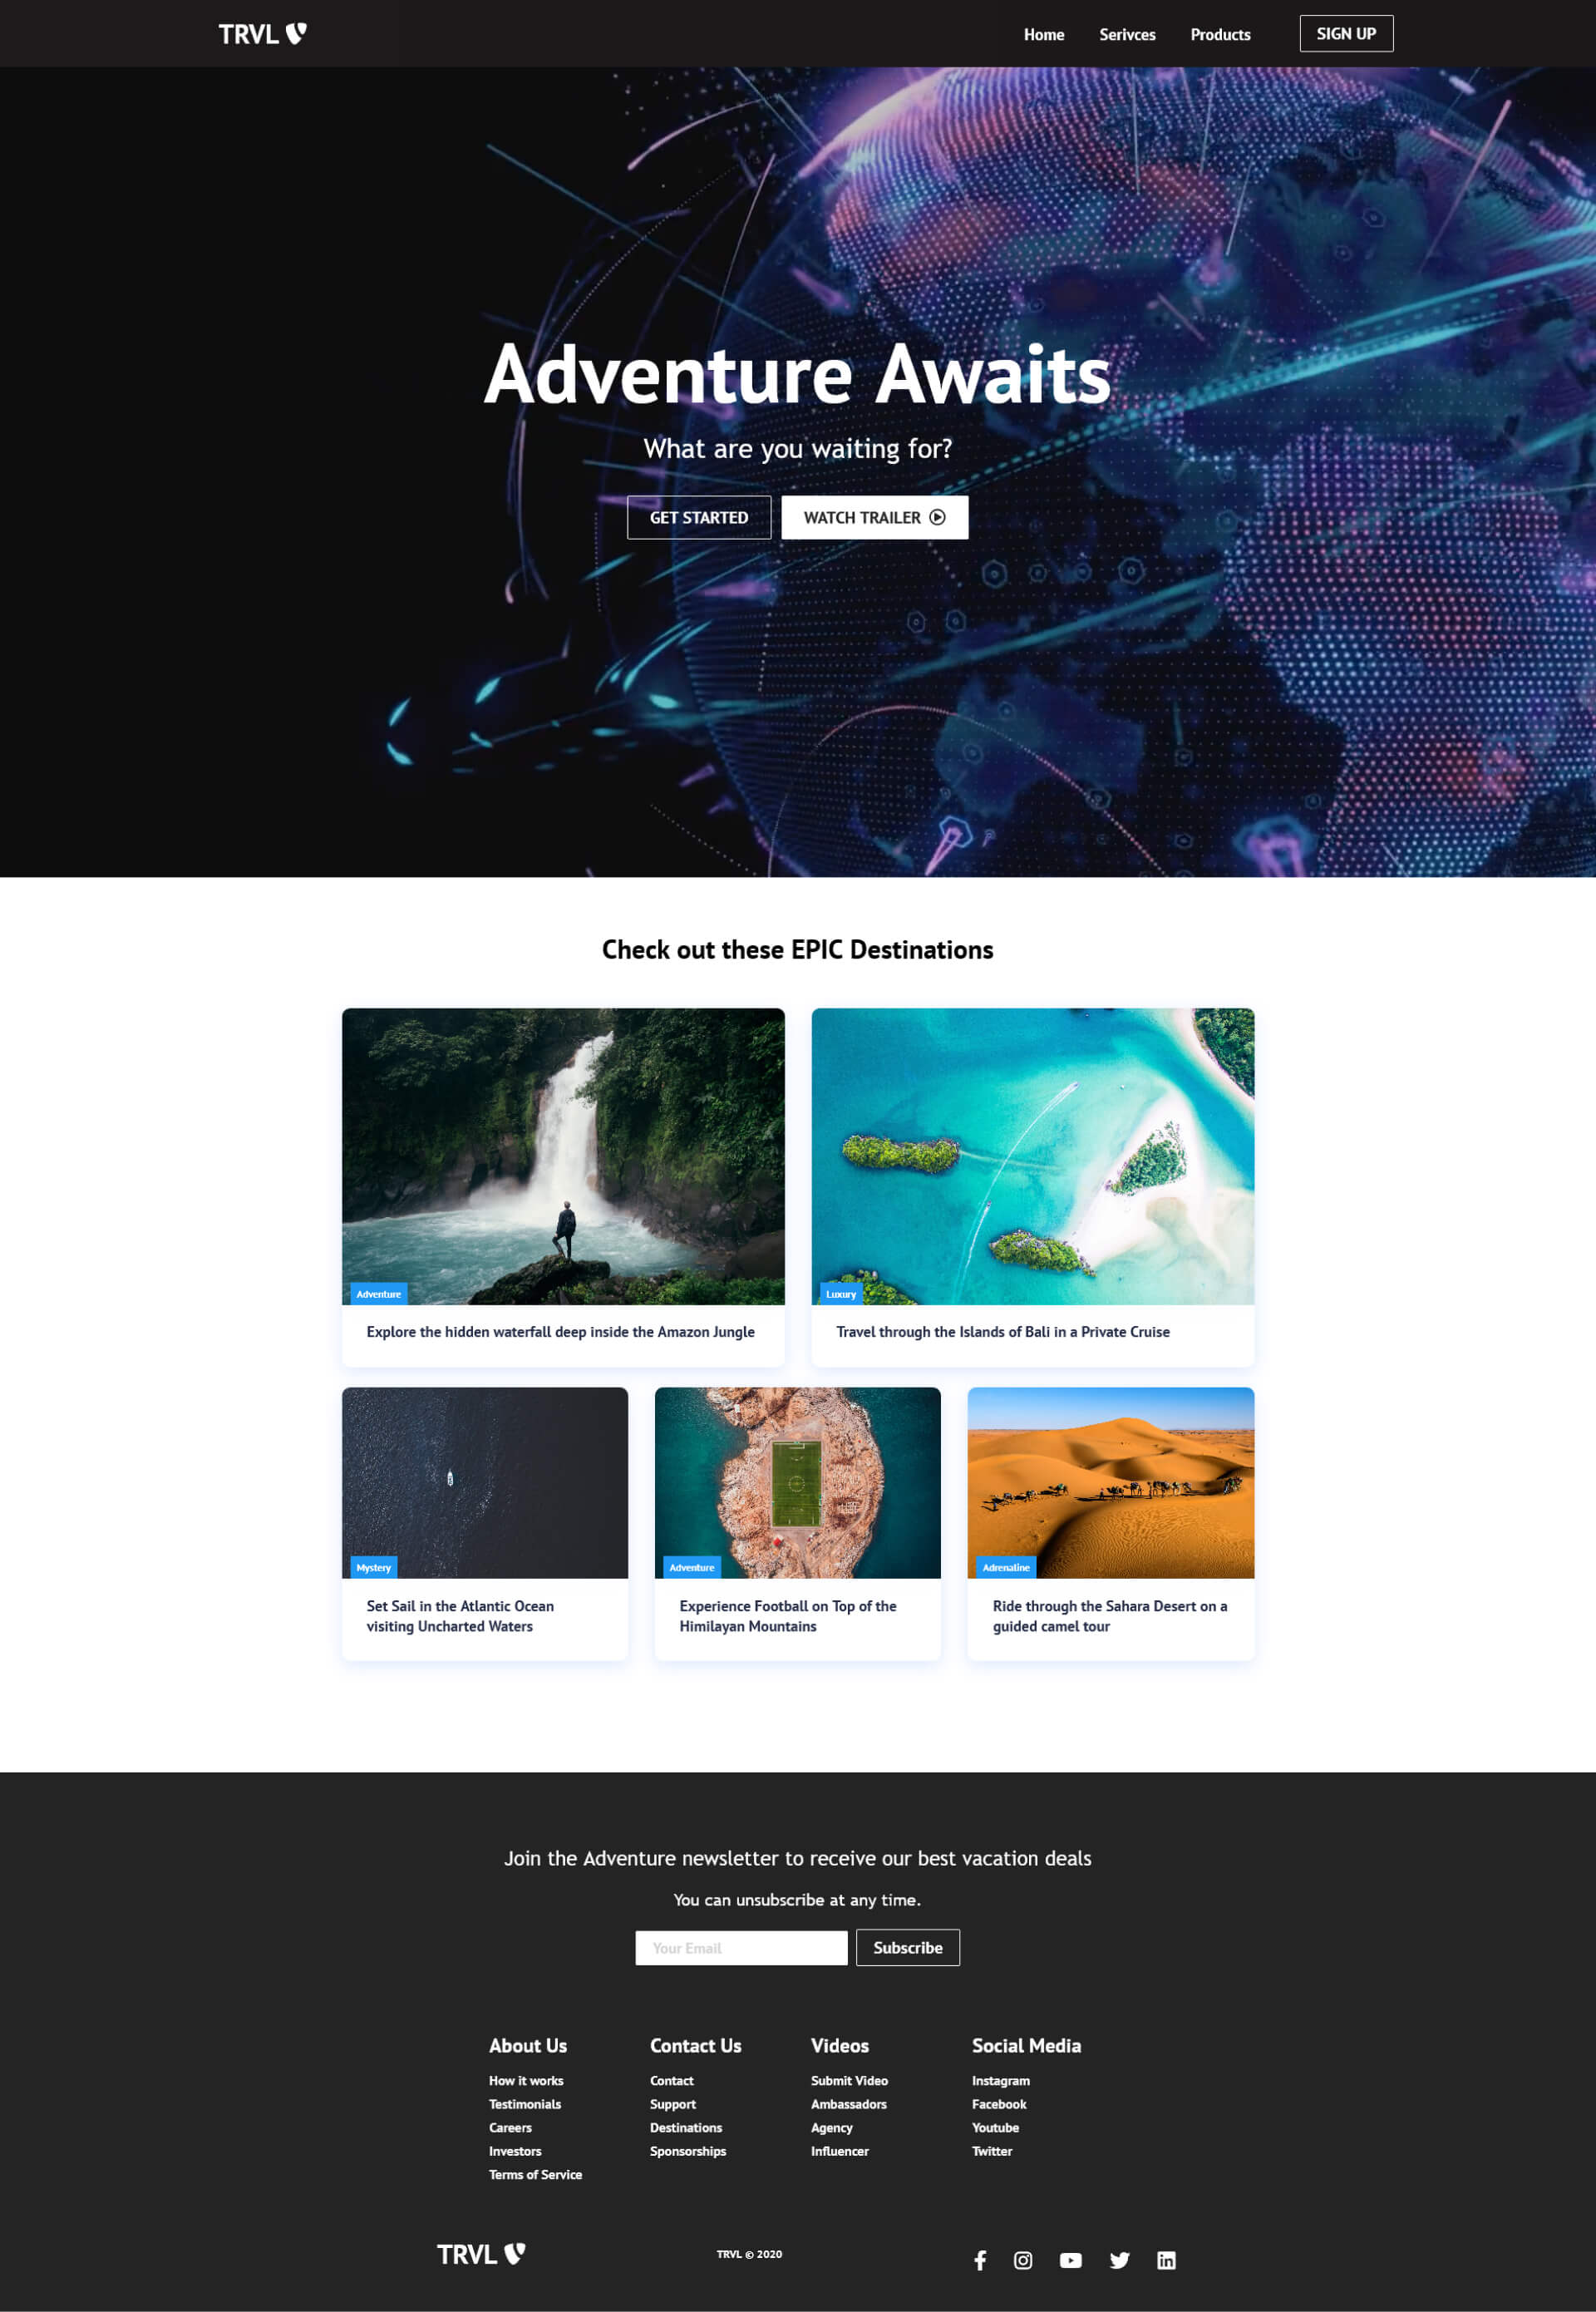 TRVL
Home
Serivces
Products
SIGN UP
Adventure Awaits
What are you waiting for?
GET STARTED
WATCH TRAILER
Check out these EPIC Destinations
Adventure
Explore the hidden waterfall deep inside the Amazon Jungle
Luxury
Travel through the Islands of Bali in a Private Cruise
Mystery
Set Sail in the Atlantic Ocean
visiting Uncharted Waters
Adventure
Experience Football on Top of the
Himilayan Mountains
Adrenaline
Ride through the Sahara Desert on a
guided camel tour
Join the Adventure newsletter to receive our best vacation deals
You can unsubscribe at any time.
Your Email
Subscribe
About Us
How it works
Testimonials
Careers
Investors
Terms of Service
Contact Us
Contact
Support
Destinations
Sponsorships
Videos
Submit Video
Ambassadors
Agency
Influencer
Social Media
Instagram
Facebook
Youtube
Twitter
TRVL
TRVL © 2020